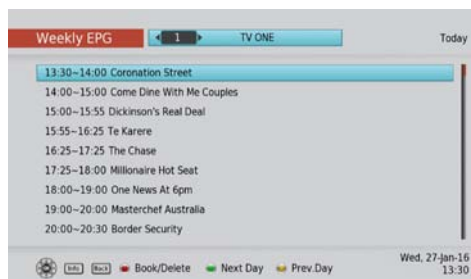 Weekly EPG 1 TV ONE Today
13:30~14:00 Coronation Street
14:00~15:00 Come Dine With Me Couples
15:00~15:55 Dickinson's Real Deal
15:55~16:25 Te Karere
16:25~17:25 The Chase
17:25~18:00 Millionaire Hot Seat
18:00~19:00 One News At 6pm
19:00~20:00 Masterchef Australia
20:00~20:30 Border Security
Info Back Book/Delete Next Day Prev.Day Wed, 27-Jan-16
13:30